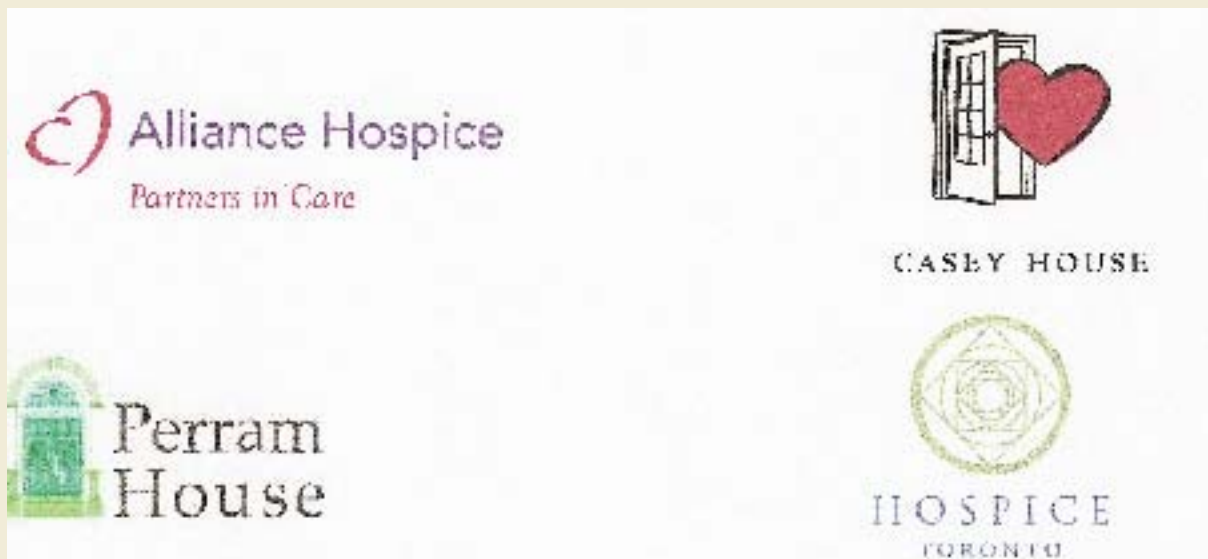 Alliance Hospice
Partners in Care
CASEY HOUSE
Perram
House
HOSPICE
TORONTO